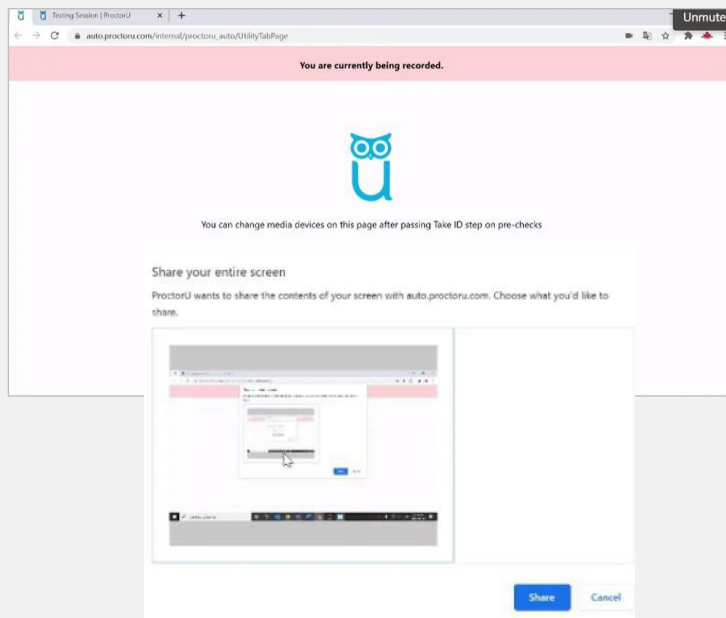 Testing Session | ProctorU
Unmute
auto.proctoru.com/internal/proctoru_auto/UtilityTabPage
You are currently being recorded.
u
You can change media devices on this page after passing Take ID step on pre-checks
Share your entire screen
ProctorU wants to share the contents of your screen with auto.proctoru.com. Choose what you'd like to
share.
Share
Cancel